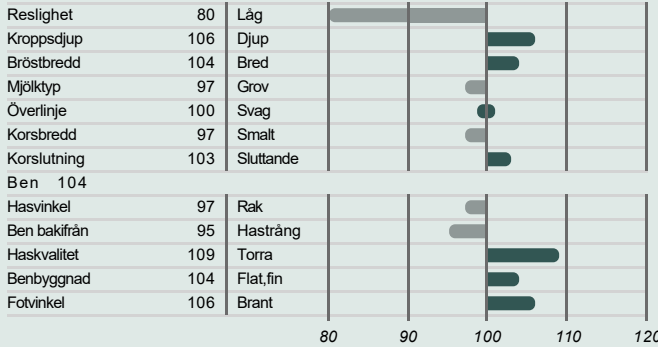 Reslighet 80 Låg
Kroppsdjup 106 Djup
Bröstbredd 104 Bred
Mjölktyp 97 Grov
Överlinje 100 Svag
Korsbredd 97 Smalt
Korslutning 103 Sluttande
Ben 104
Hasvinkel 97 Rak
Ben bakifrån 95 Hastrång
Haskvalitet 109 Torra
Benbyggnad 104 Flat,fin
Fotvinkel 106 Brant
80 90 100 110 120